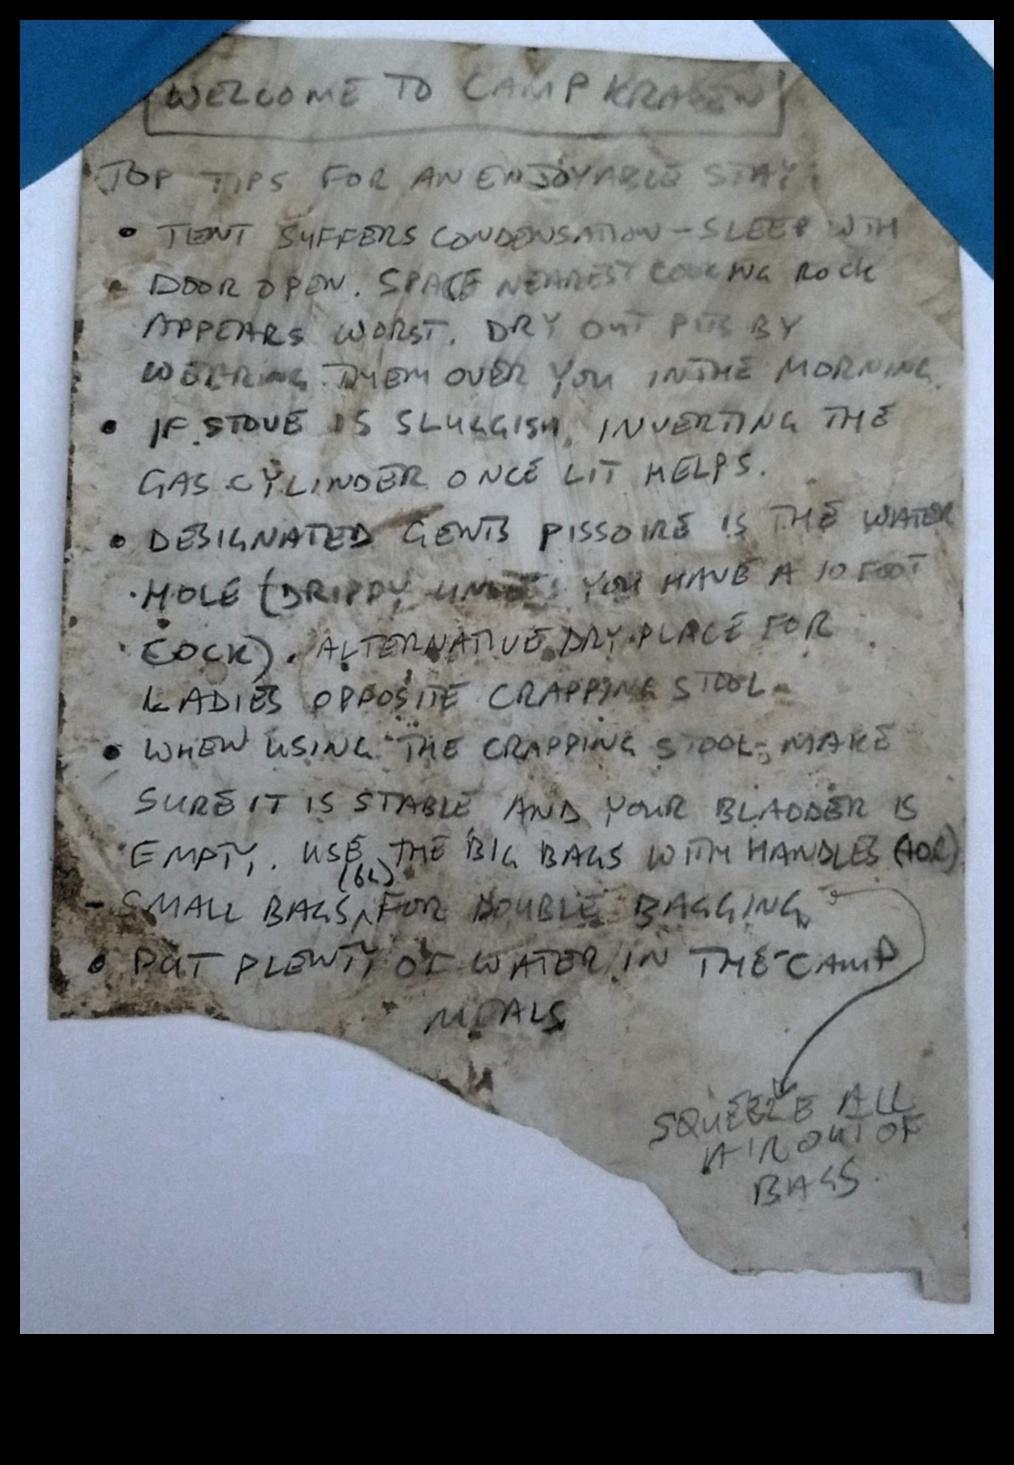 WELCOME TO CAMP KRAKEN
TOP TIPS FOR AN ENJOYABLE STAY:
• TENT SUFFERS CONDENSATION - SLEEP WITH
DOOR OPEN. SPACE NEAREST COOKING ROCK
APPEARS WORST. DRY OUT PITS BY
WEARING THEM OVER YOU IN THE MORNING.
• IF STOVE IS SLUGGISH, INVERTING THE
GAS CYLINDER ONCE LIT HELPS.
• DESIGNATED GENTS PISSOIRE IS THE WATER
HOLE (DRIPPY UNLESS YOU HAVE A 10 FOOT
COCK). ALTERNATIVE DRY PLACE FOR
LADIES OPPOSITE CRAPPING STOOL.
• WHEN USING THE CRAPPING STOOL, MAKE
SURE IT IS STABLE AND YOUR BLADDER IS
EMPTY. USE THE BIG BAGS WITH HANDLES
(6L)
- SMALL BAGS FOR DOUBLE BAGGING
• PUT PLENTY OF WATER IN THE CAMP
MEALS
SQUEEZE ALL
AIR OUT OF
BAGS.